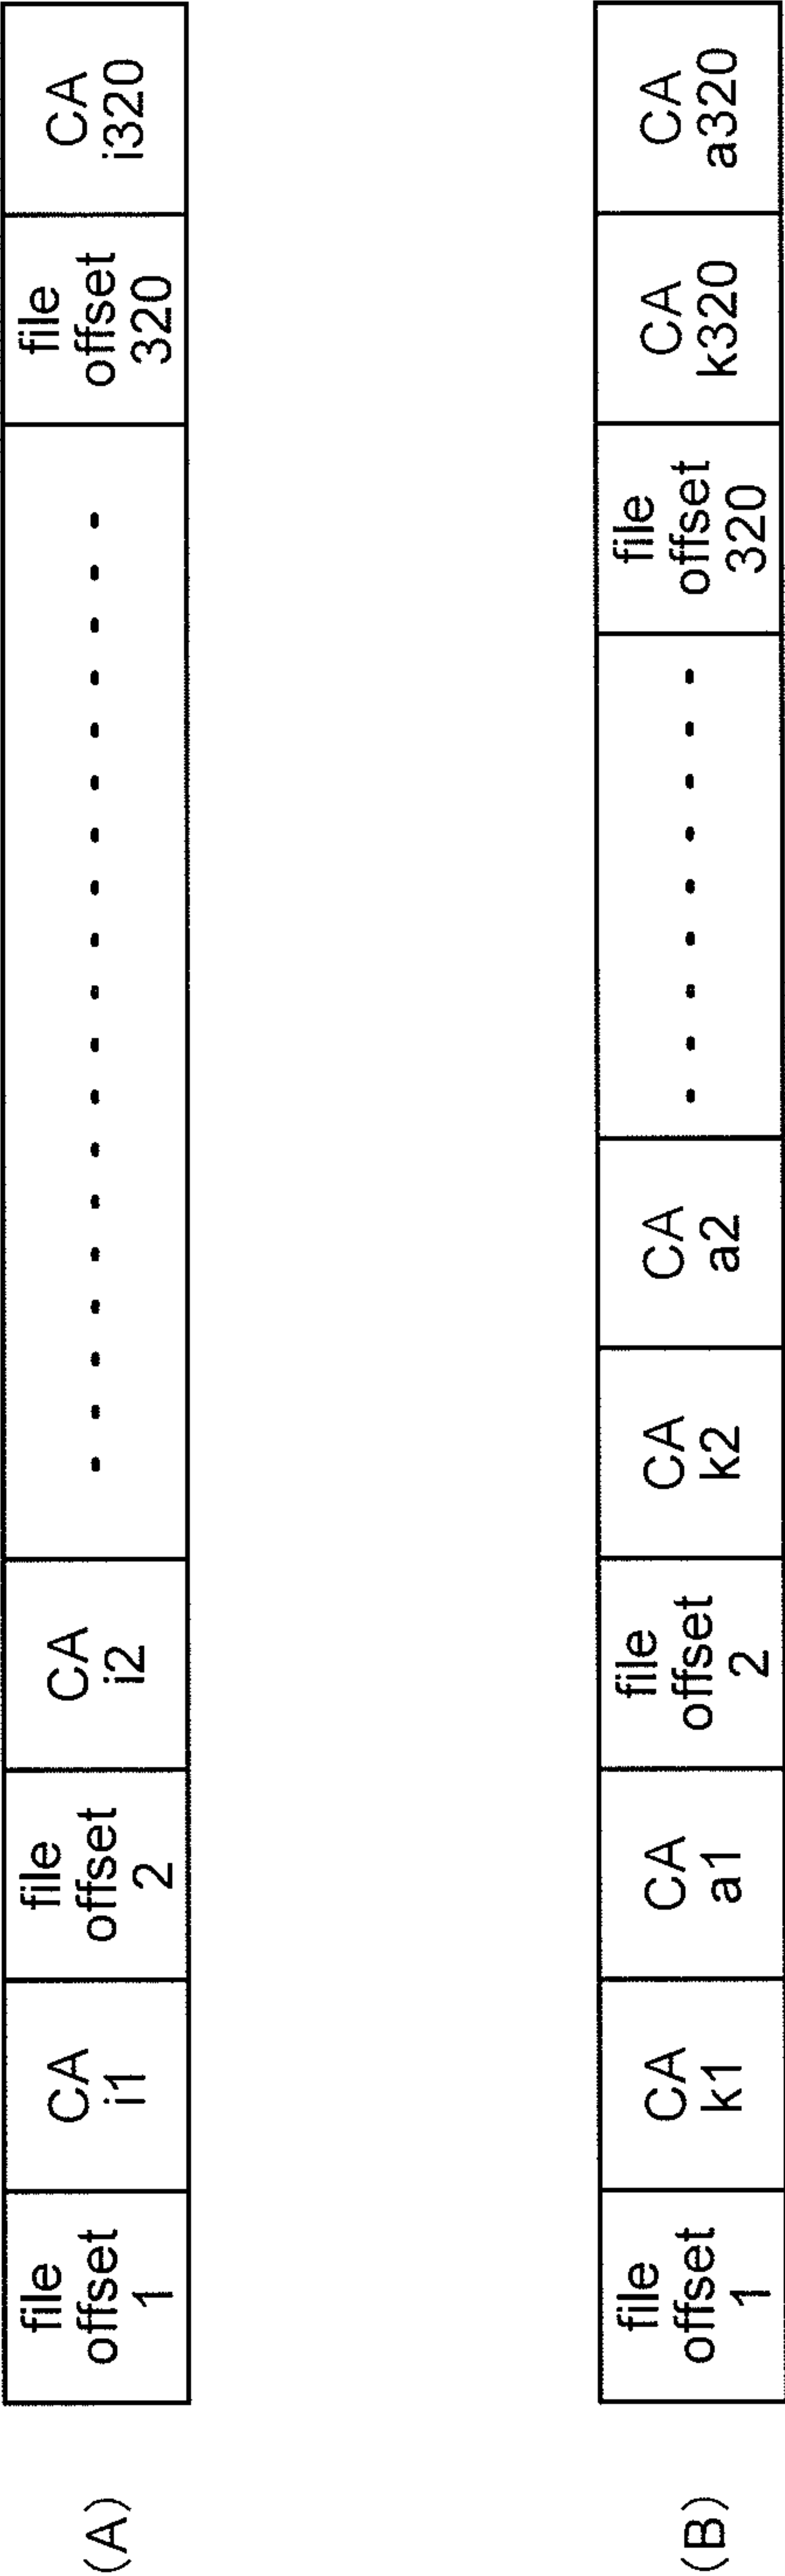 (A)
file
offset
1
CA
i1
file
offset
2
CA
i2
file
offset
320
CA
i320
(B)
file
offset
1
CA
k1
CA
a1
file
offset
2
CA
k2
CA
a2
file
offset
320
CA
k320
CA
a320